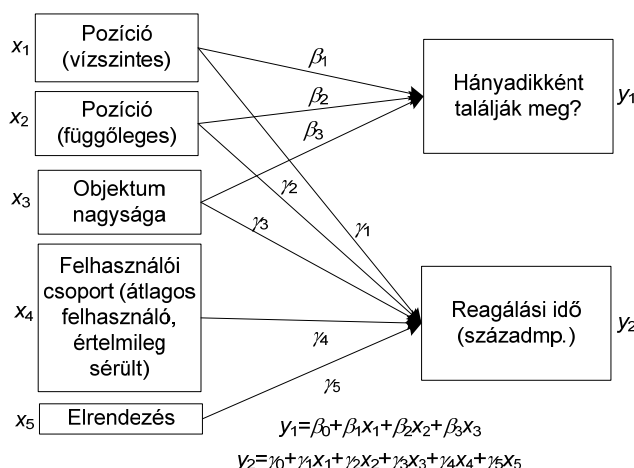 x1
Pozíció
(vízszintes)
x2
Pozíció
(függőleges)
x3
Objektum
nagysága
x4
Felhasználói
csoport (átlagos
felhasználó,
értelmileg
sérült)
x5
Elrendezés
β1
β2
β3
γ2
γ3
γ1
γ4
γ5
Hányadikként
találják meg?
y1
Reagálási idő
(századmp.)
y2
y1=β0+β1x1+β2x2+β3x3
y2=γ0+γ1x1+γ2x2+γ3x3+γ4x4+γ5x5